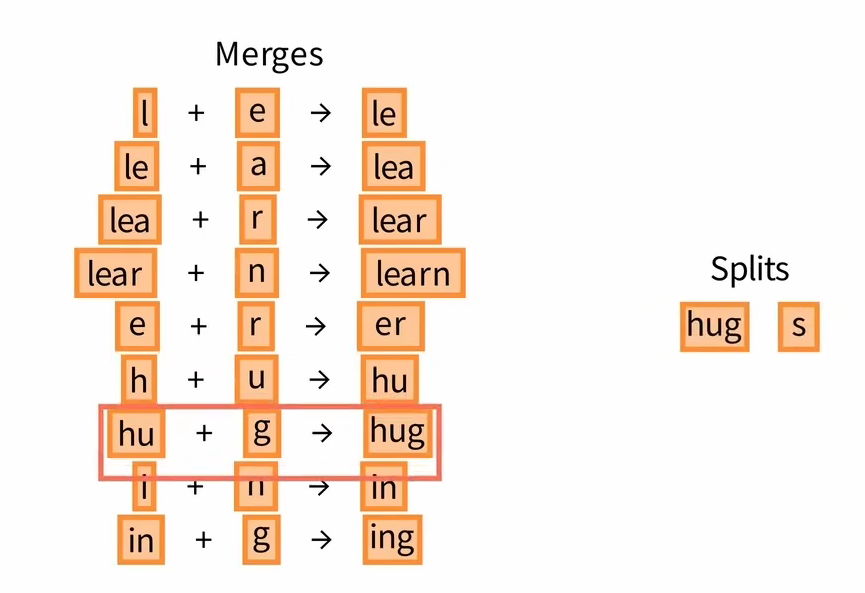 Merges
l + e → le
le + a → lea
lea + r → lear
lear + n → learn
e + r → er
h + u → hu
hu + g → hug
i + n → in
in + g → ing
Splits
hug s